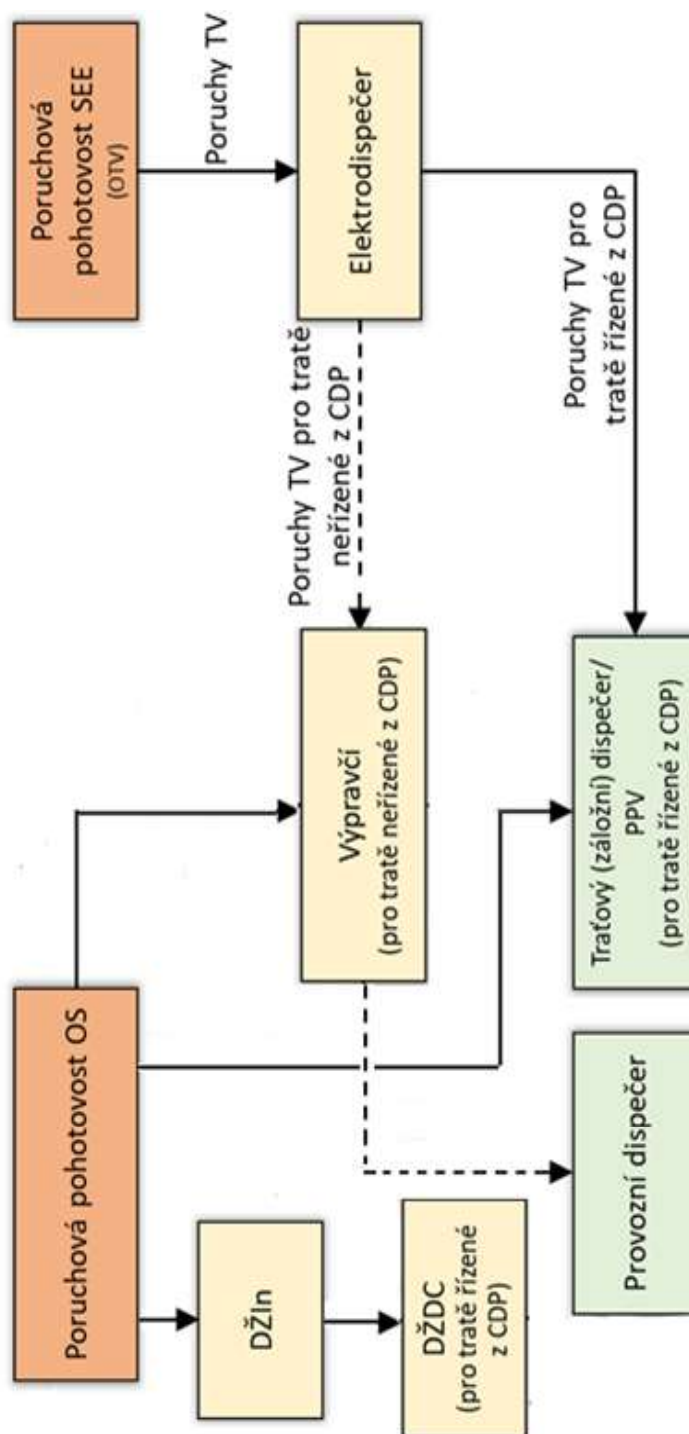 Poruchová pohotovost OS
Poruchová
pohotovost SEE
(OTV)
Poruchy TV
DŽIn
Výpravčí
(pro tratě neřízené z CDP)
Poruchy TV pro tratě
neřízené z CDP
Elektrodispečer
DŽDC
(pro tratě řízené
z CDP)
Poruchy TV pro
tratě řízené z CDP
Provozní dispečer
Traťový (záložní) dispečer/
PPV
(pro tratě řízené z CDP)